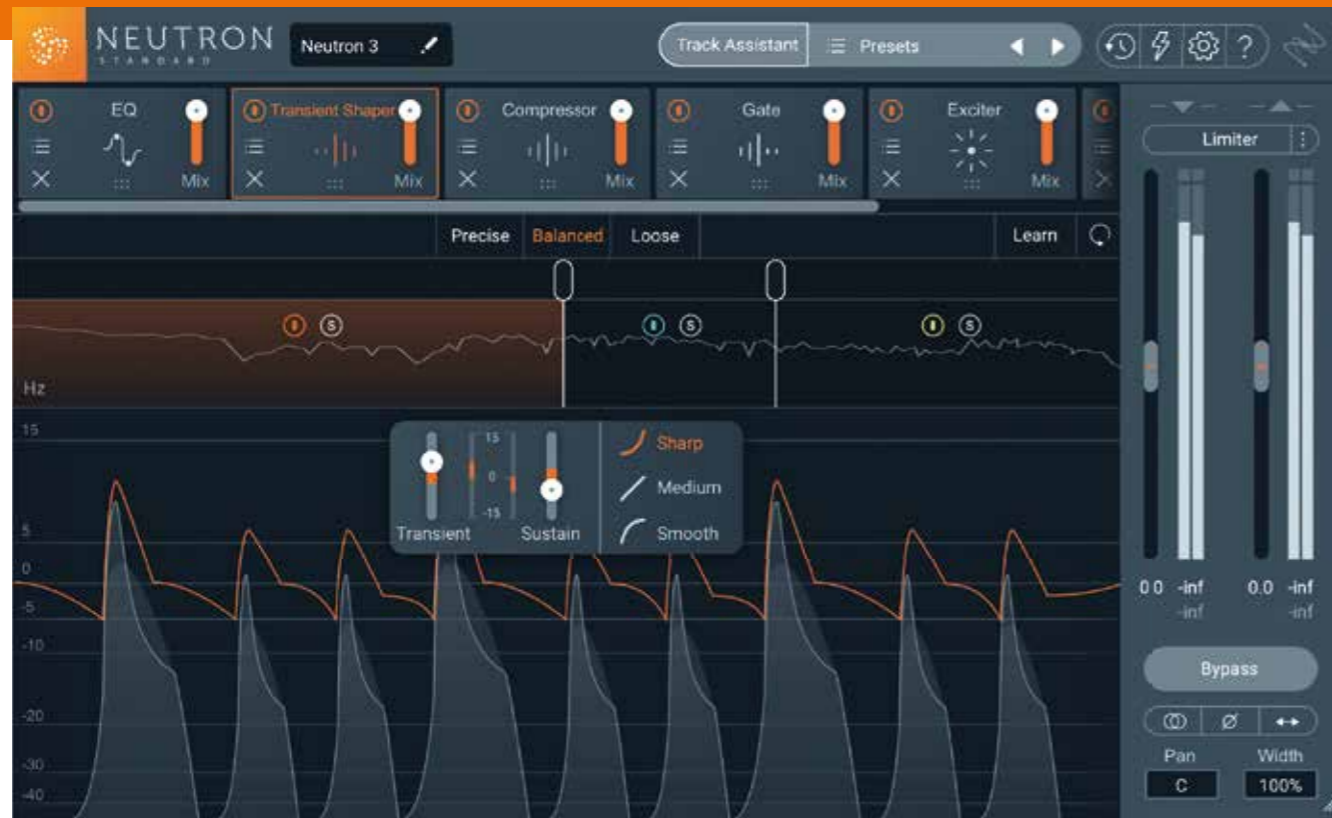 NEUTRON
STANDARD
Neutron 3
Track Assistant
Presets
?
EQ
Mix
Transient Shaper
Mix
Compressor
Mix
Gate
Mix
Exciter
Mix
Limiter
Precise
Balanced
Loose
Learn
S
S
S
Hz
15
5
0
-5
-10
-20
-30
-40
15
0
-15
Transient
Sustain
Sharp
Medium
Smooth
0.0 -inf
-inf
0.0 -inf
-inf
Bypass
Pan
Width
C
100%